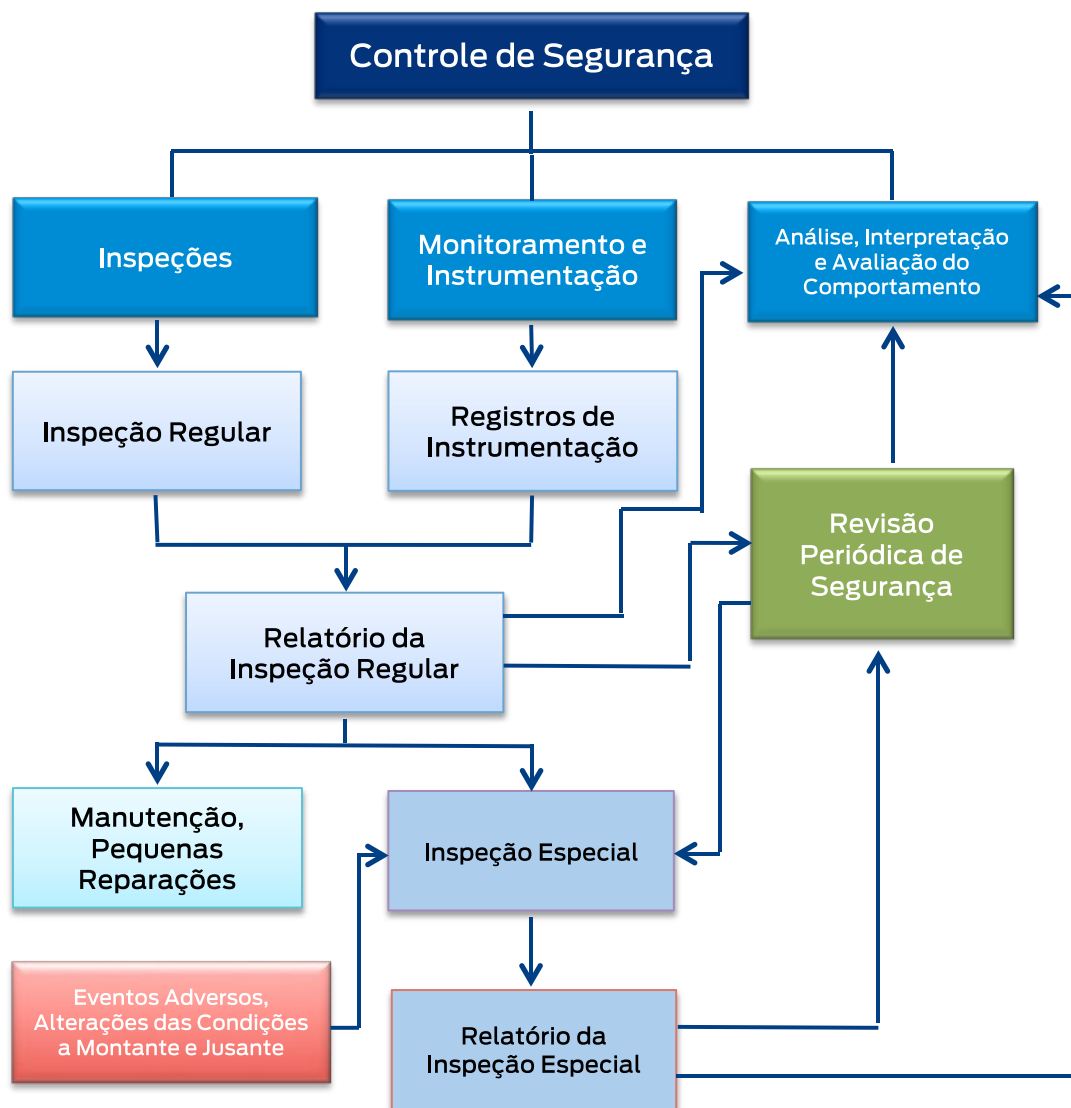 Controle de Segurança
Inspeções
Monitoramento e
Instrumentação
Análise, Interpretação
e Avaliação do
Comportamento
Inspeção Regular
Registros de
Instrumentação
Revisão
Periódica de
Segurança
Relatório da
Inspeção Regular
Manutenção,
Pequenas
Reparações
Inspeção Especial
Eventos Adversos,
Alterações das Condições
a Montante e Jusante
Relatório da
Inspeção Especial